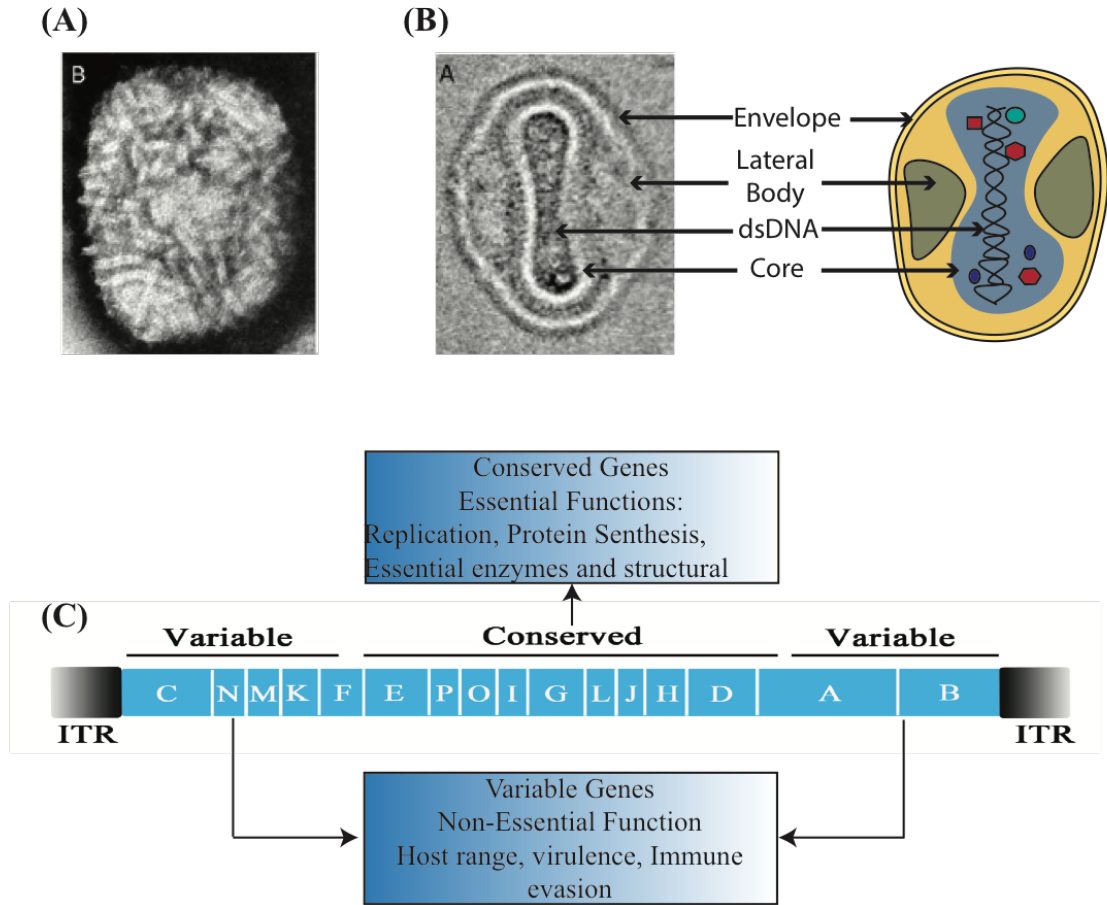 (A)
(B)
B
A
Envelope
Lateral
Body
dsDNA
Core
Conserved Genes
Essential Functions:
Replication, Protein Senthesis,
Essential enzymes and structural
(C)
Variable Conserved Variable
C N M K F E P O I G L J H D A B
ITR ITR
Variable Genes
Non-Essential Function
Host range, virulence, Immune
evasion